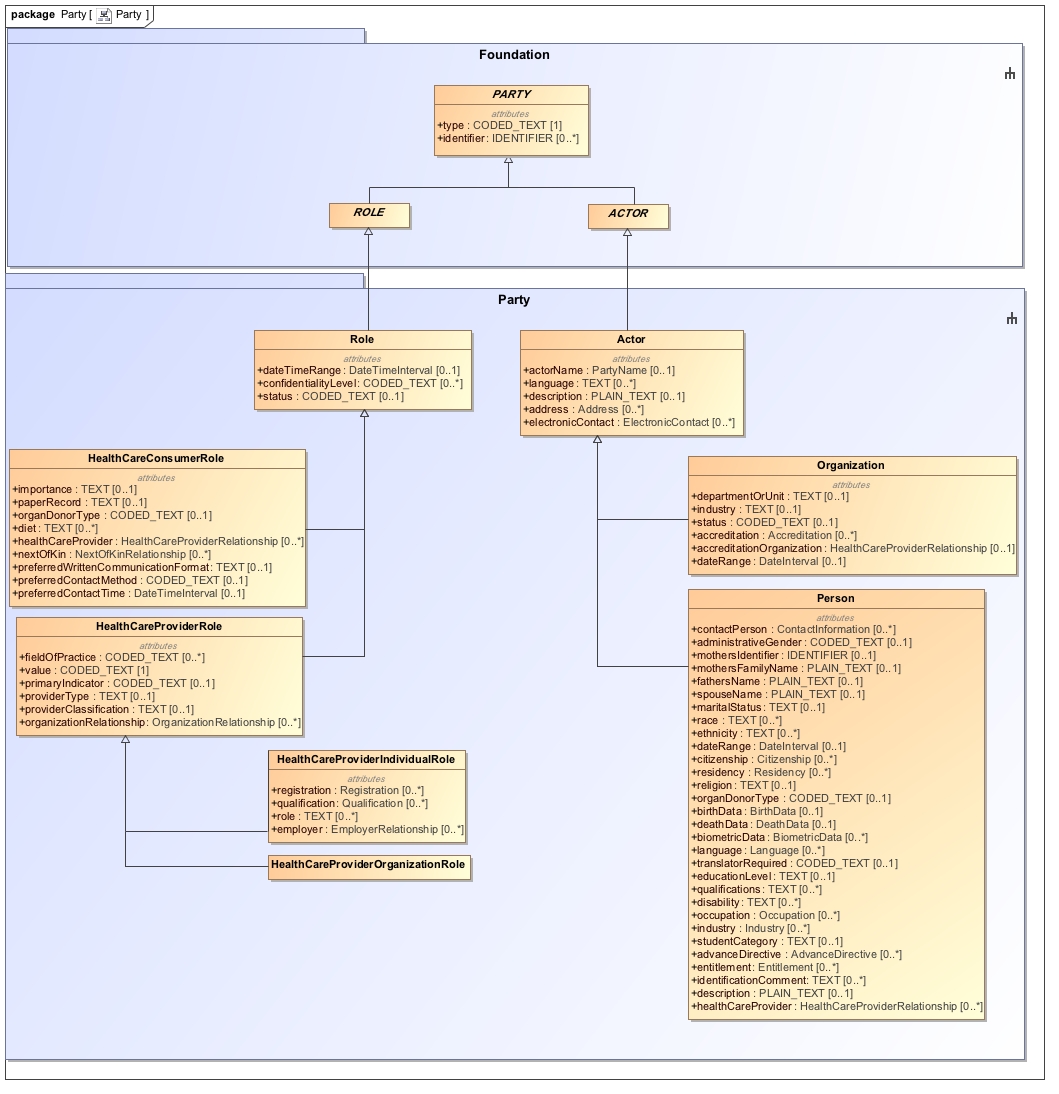 package Party [ Party ]
Foundation
PARTY
attributes
+type : CODED_TEXT [1]
+identifier : IDENTIFIER [0..*]
ROLE
ACTOR
Party
Role
attributes
+dateTimeRange : DateTimeInterval [0..1]
+confidentialityLevel : CODED_TEXT [0..*]
+status : CODED_TEXT [0..1]
Actor
attributes
+actorName : PartyName [0..1]
+language : TEXT [0..*]
+description : PLAIN_TEXT [0..1]
+address : Address [0..*]
+electronicContact : ElectronicContact [0..*]
HealthCareConsumerRole
attributes
+importance : TEXT [0..1]
+paperRecord : TEXT [0..1]
+organDonorType : CODED_TEXT [0..1]
+diet : TEXT [0..*]
+healthCareProvider : HealthCareProviderRelationship [0..*]
+nextOfKin : NextOfKinRelationship [0..*]
+preferredWrittenCommunicationFormat : TEXT [0..1]
+preferredContactMethod : CODED_TEXT [0..1]
+preferredContactTime : DateTimeInterval [0..1]
Organization
attributes
+departmentOrUnit : TEXT [0..1]
+industry : TEXT [0..1]
+status : CODED_TEXT [0..1]
+accreditation : Accreditation [0..*]
+accreditationOrganization : HealthCareProviderRelationship [0..1]
+dateRange : DateInterval [0..1]
HealthCareProviderRole
attributes
+fieldOfPractice : CODED_TEXT [0..*]
+value : CODED_TEXT [1]
+primaryIndicator : CODED_TEXT [0..1]
+providerType : TEXT [0..1]
+providerClassification : TEXT [0..1]
+organizationRelationship : OrganizationRelationship [0..*]
Person
attributes
+contactPerson : ContactInformation [0..*]
+administrativeGender : CODED_TEXT [0..1]
+mothersIdentifier : IDENTIFIER [0..1]
+mothersFamilyName : PLAIN_TEXT [0..1]
+fathersName : PLAIN_TEXT [0..1]
+spouseName : PLAIN_TEXT [0..1]
+maritalStatus : TEXT [0..1]
+race : TEXT [0..*]
+ethnicity : TEXT [0..*]
+dateRange : DateInterval [0..1]
+citizenship : Citizenship [0..*]
+residency : Residency [0..*]
+religion : TEXT [0..1]
+organDonorType : CODED_TEXT [0..1]
+birthData : BirthData [0..1]
+deathData : DeathData [0..1]
+biometricData : BiometricData [0..*]
+language : Language [0..*]
+translatorRequired : CODED_TEXT [0..1]
+educationLevel : TEXT [0..1]
+qualifications : TEXT [0..*]
+disability : TEXT [0..*]
+occupation : Occupation [0..*]
+industry : Industry [0..*]
+studentCategory : TEXT [0..1]
+advanceDirective : AdvanceDirective [0..*]
+entitlement : Entitlement [0..*]
+identificationComment : TEXT [0..*]
+description : PLAIN_TEXT [0..1]
+healthCareProvider : HealthCareProviderRelationship [0..*]
HealthCareProviderIndividualRole
attributes
+registration : Registration [0..*]
+qualification : Qualification [0..*]
+role : TEXT [0..*]
+employer : EmployerRelationship [0..*]
HealthCareProviderOrganizationRole